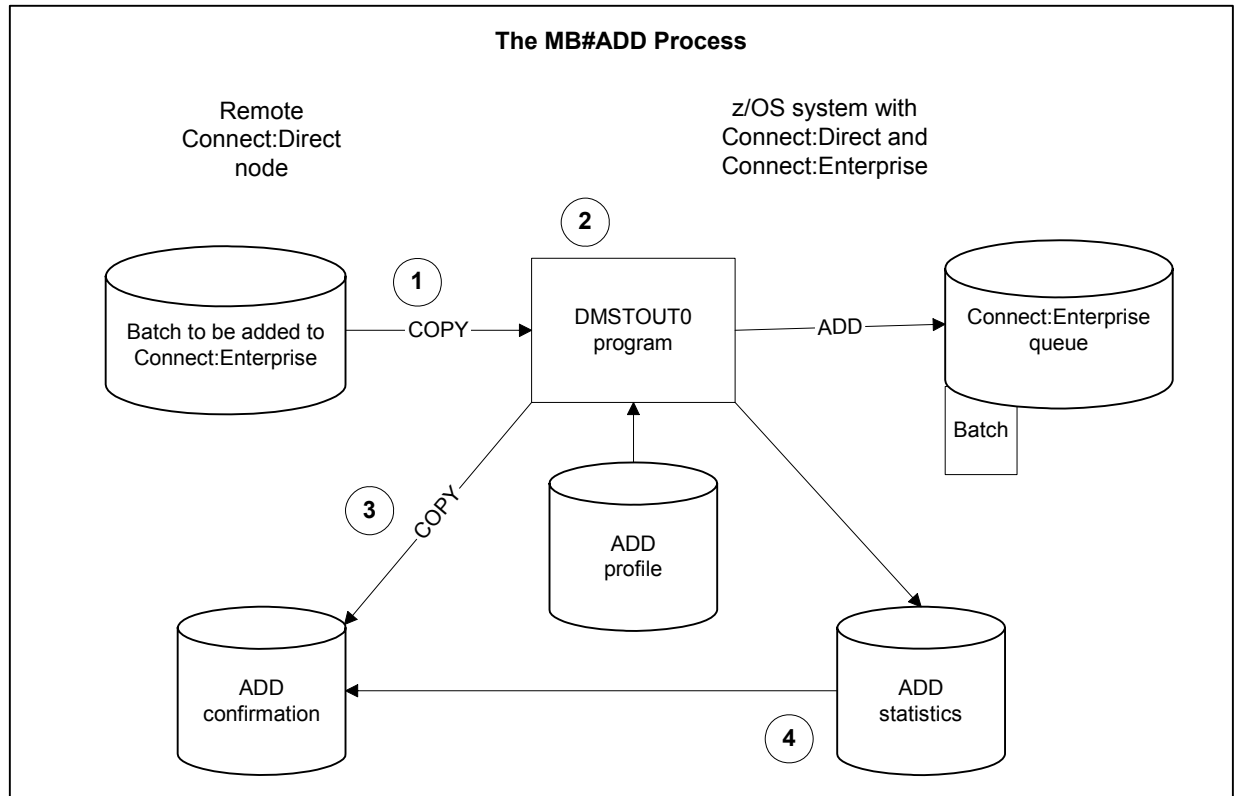 The MB#ADD Process
Remote
Connect:Direct
node
z/OS system with
Connect:Direct and
Connect:Enterprise
2
1
Batch to be added to
Connect:Enterprise
COPY
DMSTOUT0
program
ADD
Connect:Enterprise
queue
Batch
3
COPY
ADD
profile
ADD
confirmation
ADD
statistics
4